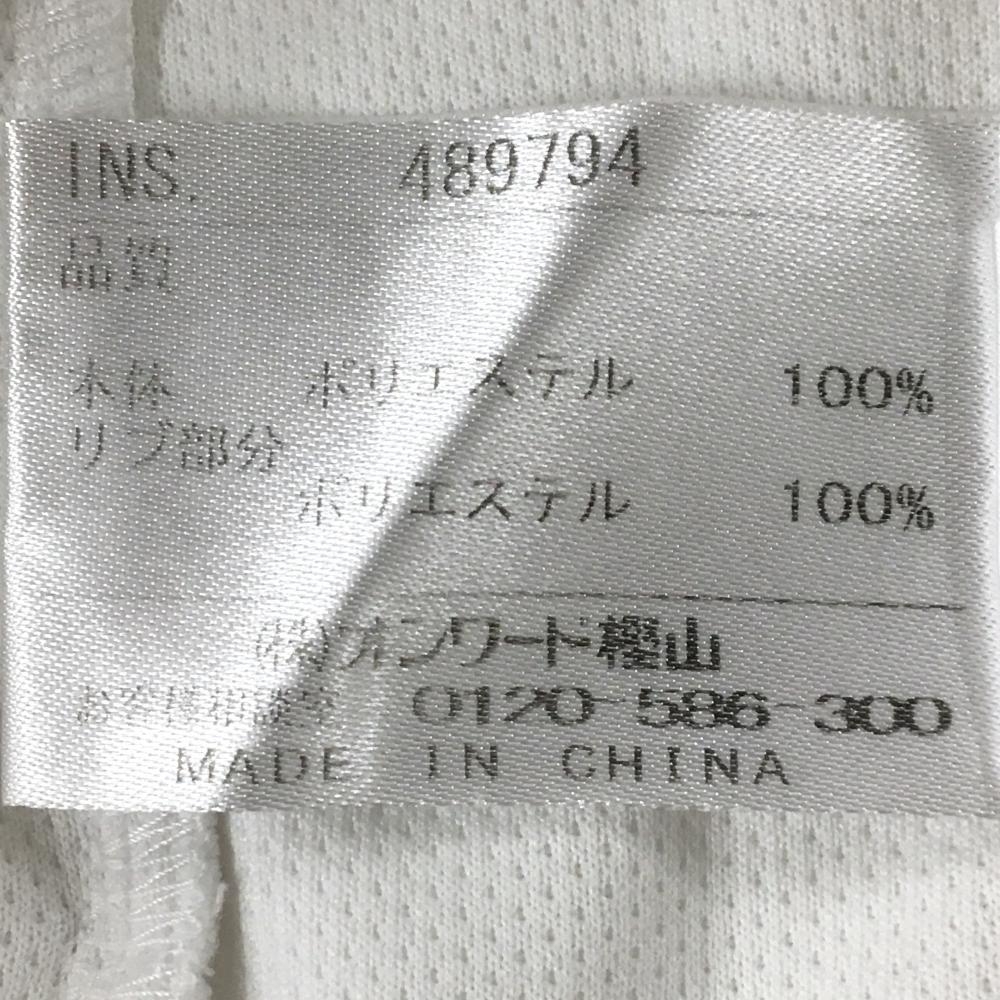 INS. 489794
品質
本体 ポリエステル 100%
リブ部分
ポリエステル 100%
(株)オンワード樫山
お客様相談室 0120-586-300
MADE IN CHINA